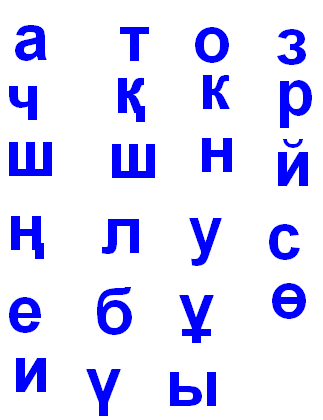 а т о з
ч қ к р
ш ш н й
ң л у с
е б ұ ө
и ү ы